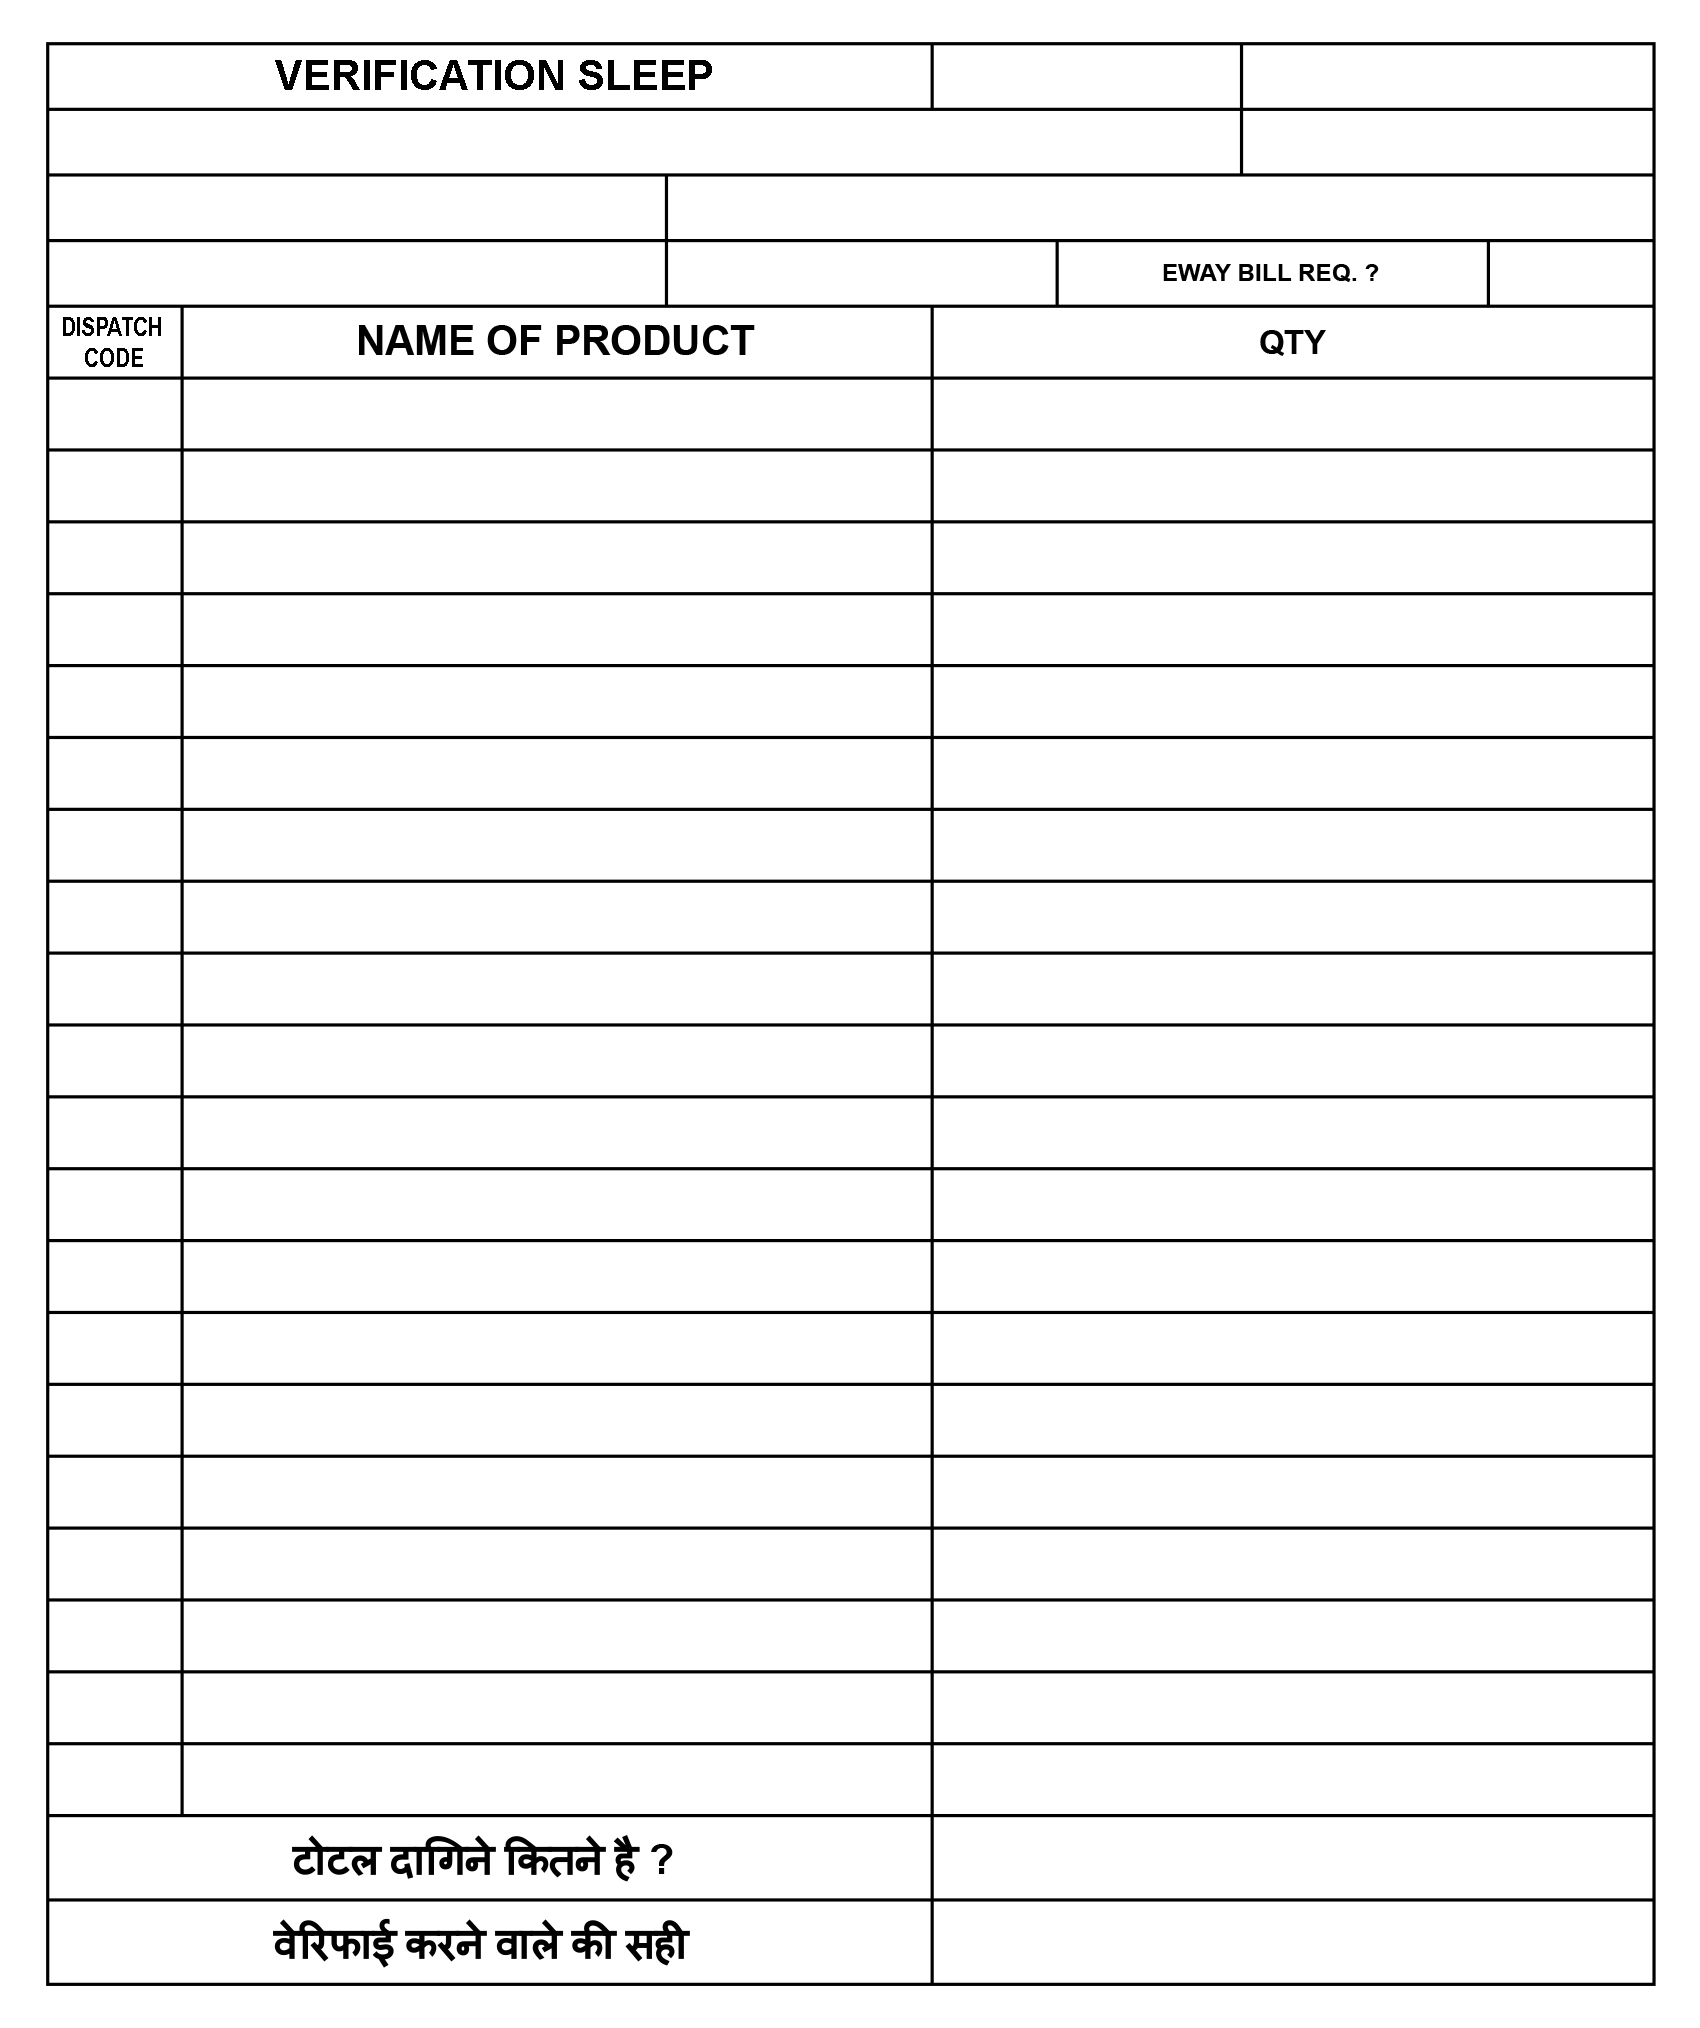 VERIFICATION SLEEP
EWAY BILL REQ. ?
DISPATCH
CODE
NAME OF PRODUCT
QTY
टोटल दागिने कितने है ?
वेरिफाई करने वाले की सही